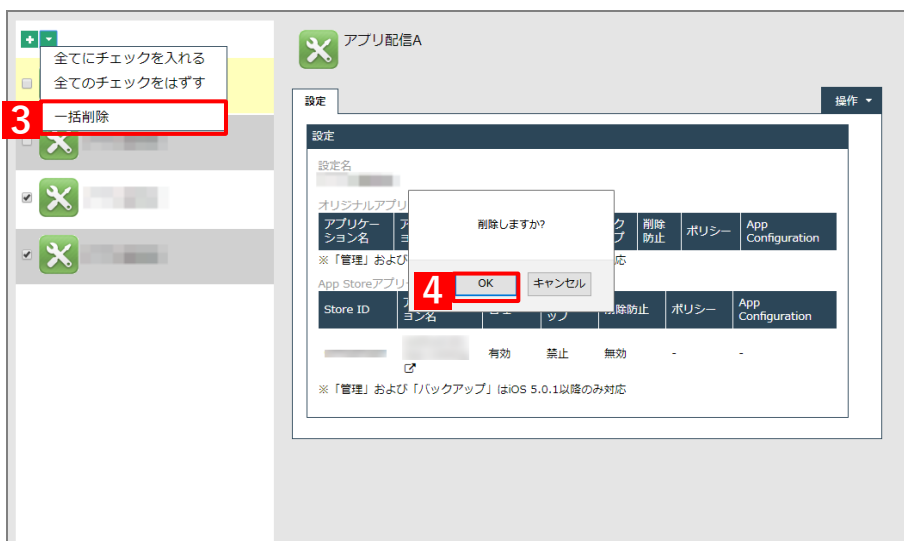 全てにチェックを入れる
全てのチェックをはずす
3
一括削除
アプリ配信A
設定
操作
設定
設定名
オリジナルアプリ
アプリケーション名
ク
プ
削除防止
ポリシー
App Configuration
※「管理」およ
応
削除しますか?
4
OK
キャンセル
App Storeアプリ
Store ID
ョン名
ップ
削除防止
ポリシー
App Configuration
有効
禁止
無効
-
-
※「管理」および「バックアップ」はiOS 5.0.1以降のみ対応